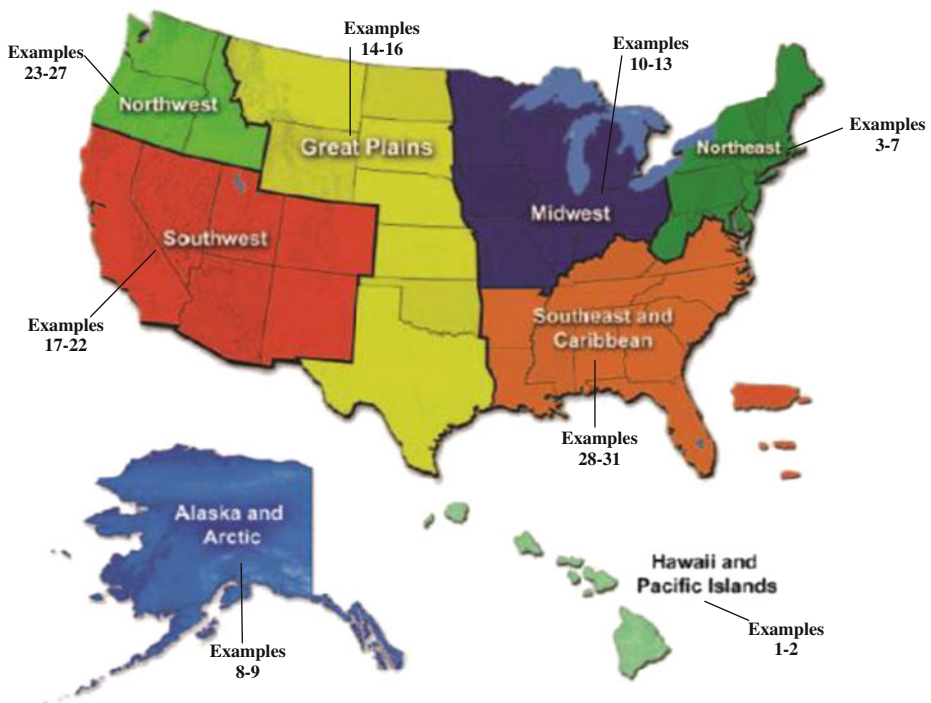 Examples
23-27
Northwest
Examples
14-16
Great Plains
Examples
10-13
Midwest
Northeast
Examples
3-7
Southwest
Examples
17-22
Southeast and
Caribbean
Examples
28-31
Alaska and
Arctic
Examples
8-9
Hawaii and
Pacific Islands
Examples
1-2